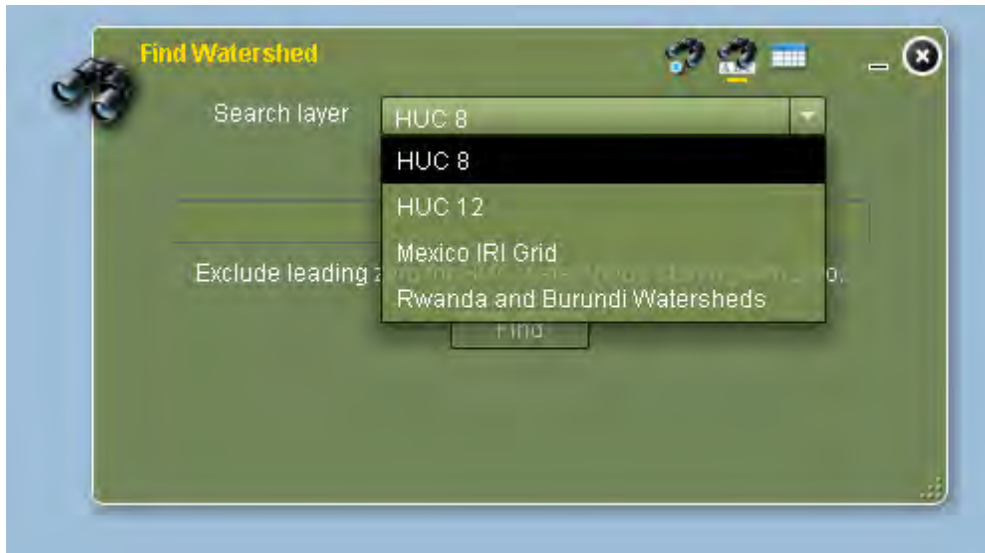 Find Watershed
Search layer
HUC 8
HUC 8
HUC 12
Mexico IRI Grid
Exclude leading
Rwanda and Burundi Watersheds
Find